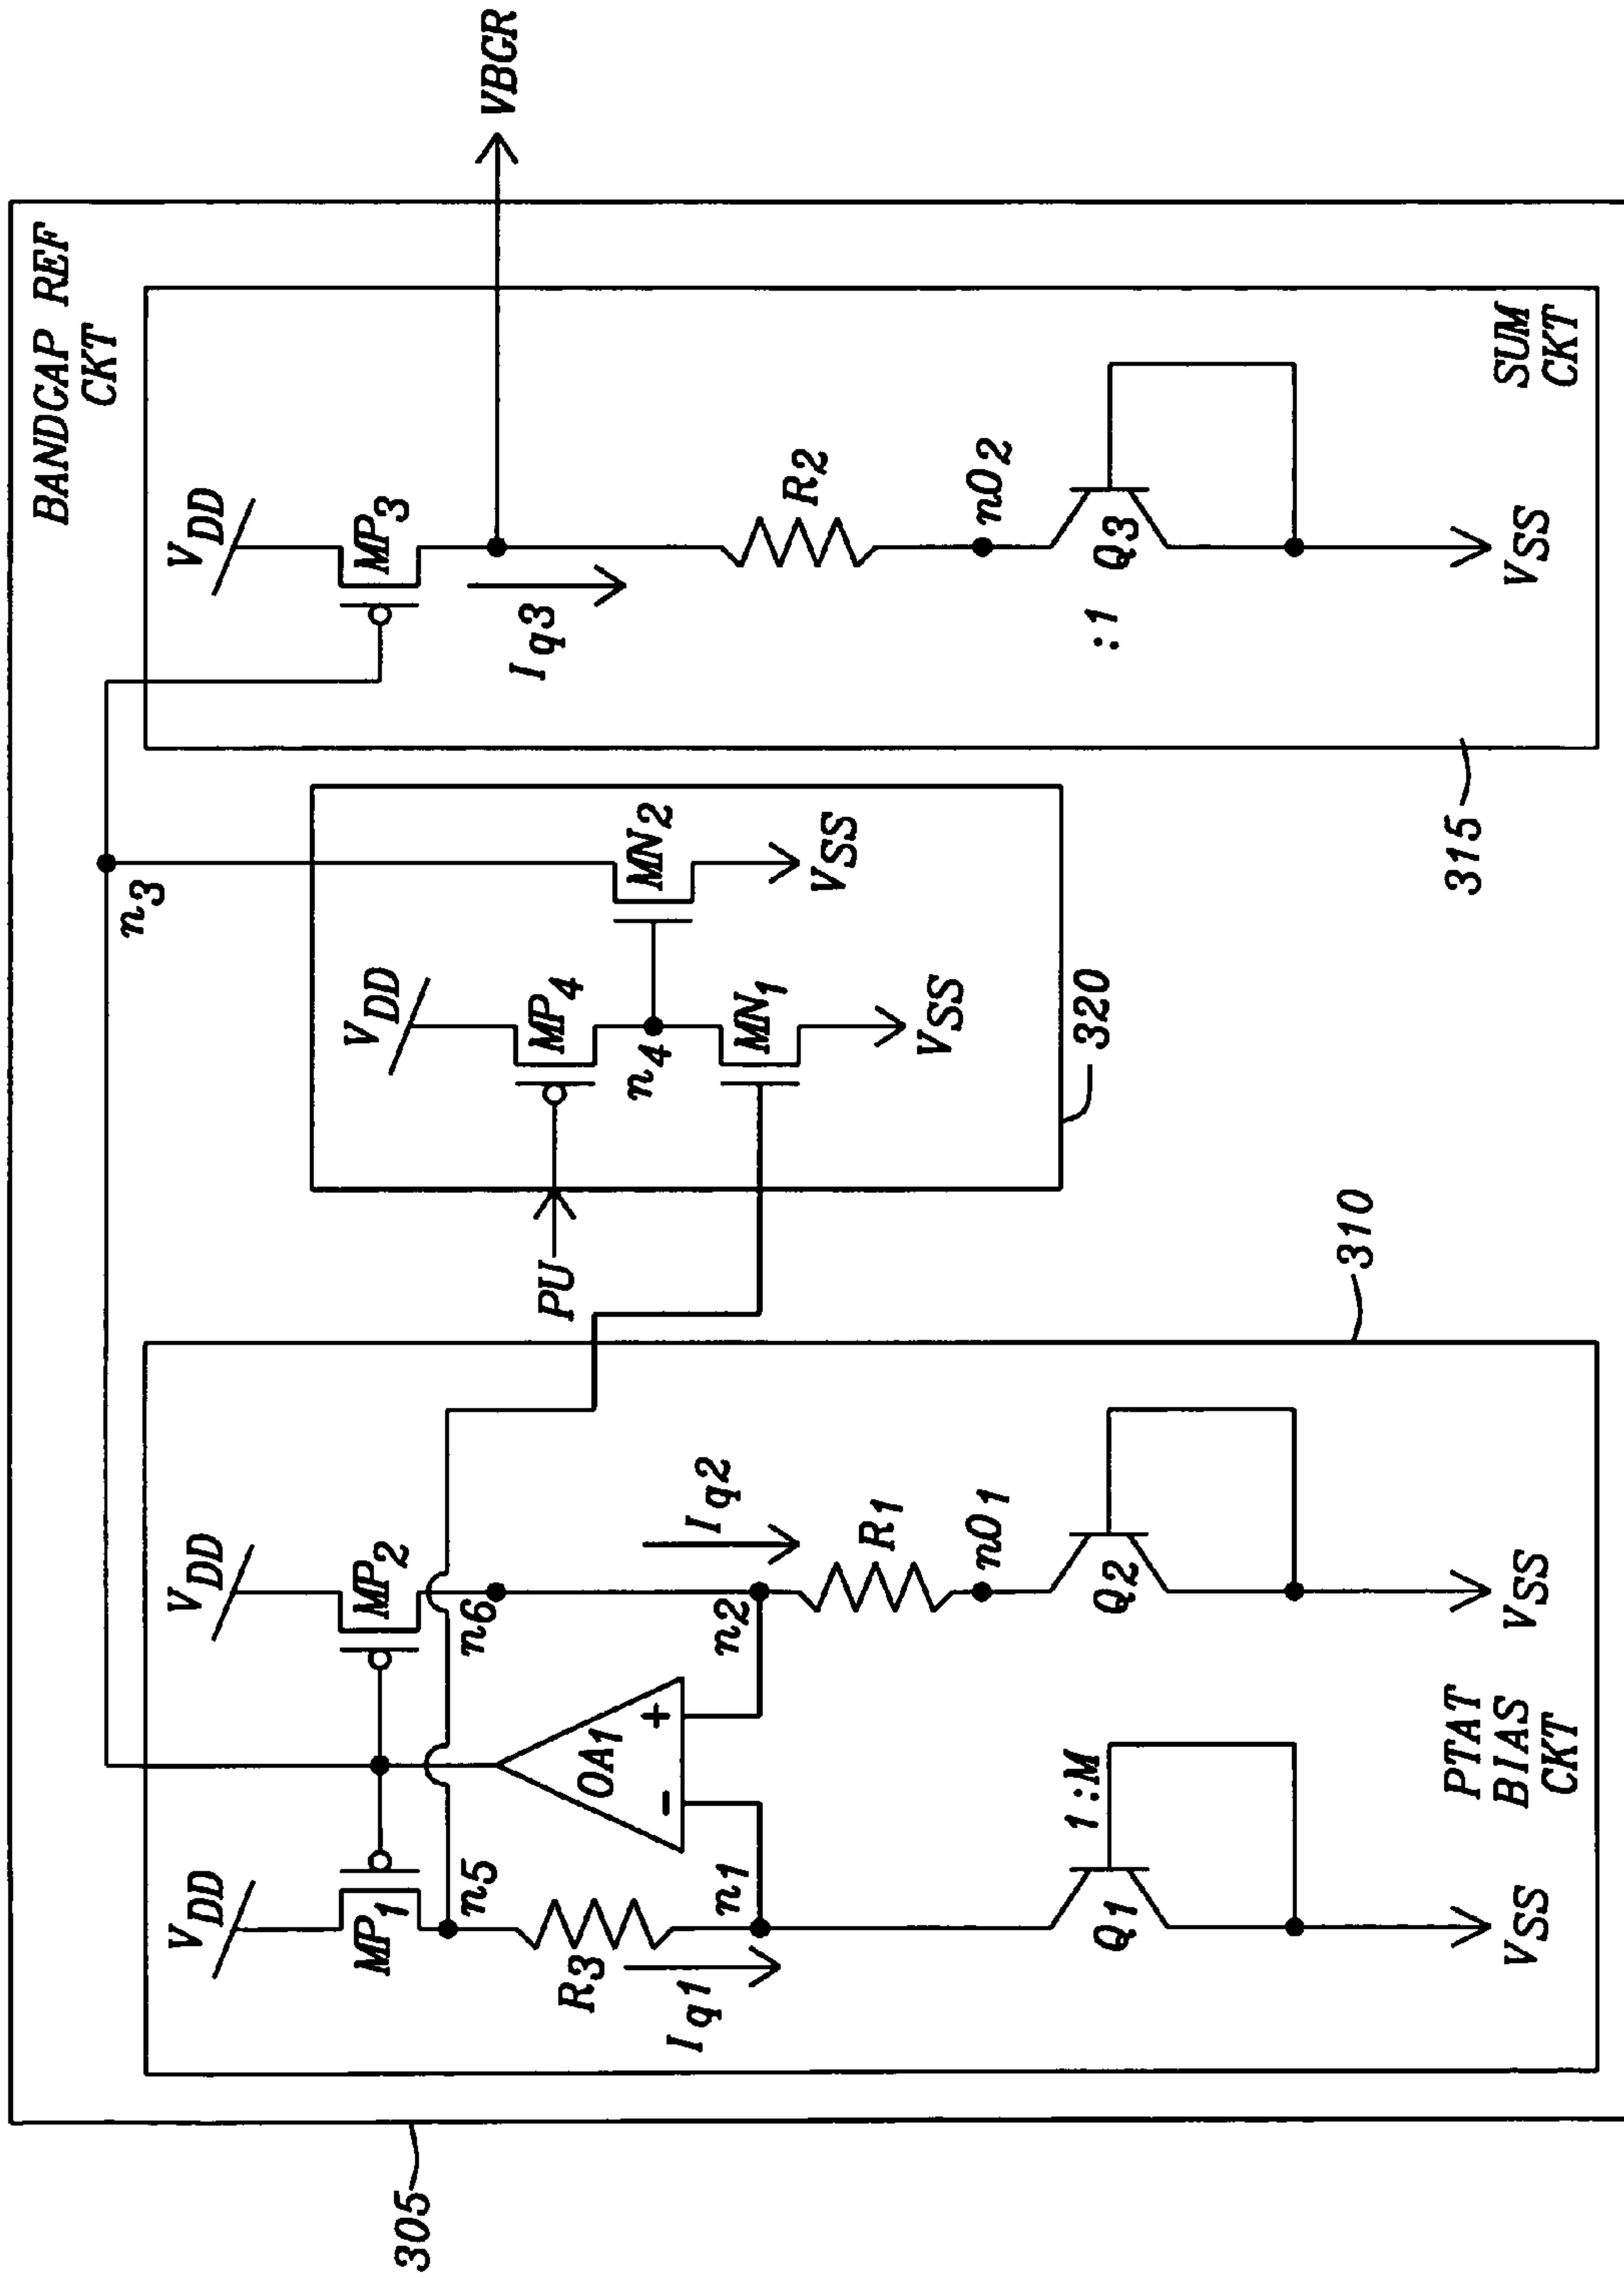 BANDGAP REF
CKT
305
310
315
320
VDD
MP1
n5
R3
Iq1
n1
Q1
VSS
1:M
OA1
-
+
VDD
MP2
n6
n2
Iq2
R1
n01
Q2
VSS
PTAT
BIAS
CKT
n3
PU
VDD
MP4
n4
MN1
VSS
MN2
VSS
VDD
MP3
Iq3
VBGR
R2
n02
:1
Q3
VSS
SUM
CKT